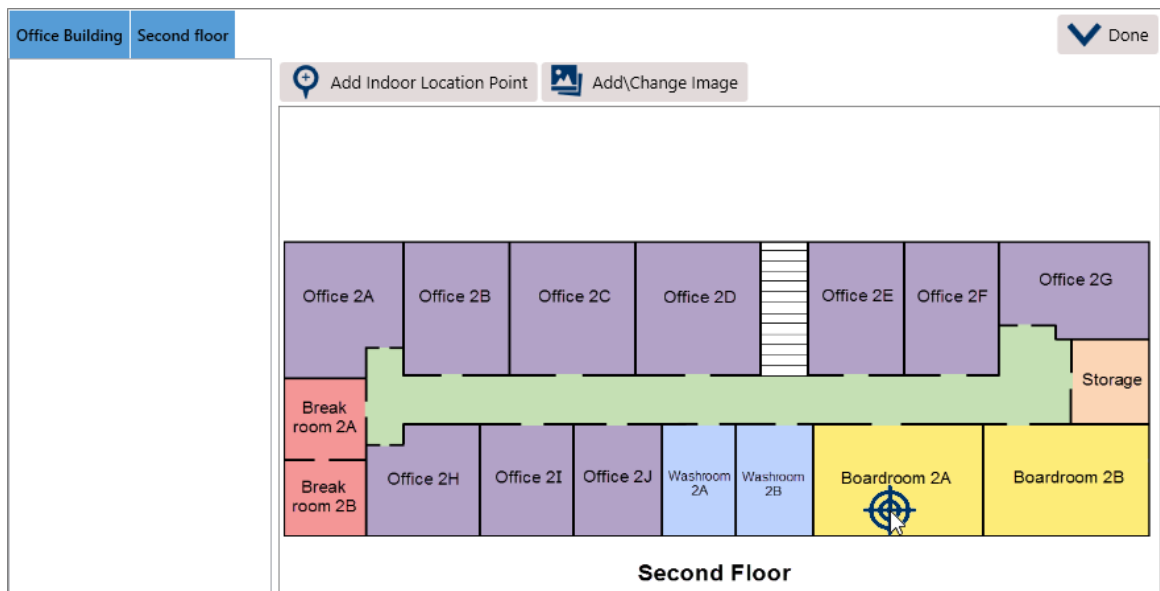 Office Building
Second floor
Done
Add Indoor Location Point
Add\Change Image
Office 2A
Office 2B
Office 2C
Office 2D
Office 2E
Office 2F
Office 2G
Storage
Break
room 2A
Break
room 2B
Office 2H
Office 2I
Office 2J
Washroom
2A
Washroom
2B
Boardroom 2A
Boardroom 2B
Second Floor